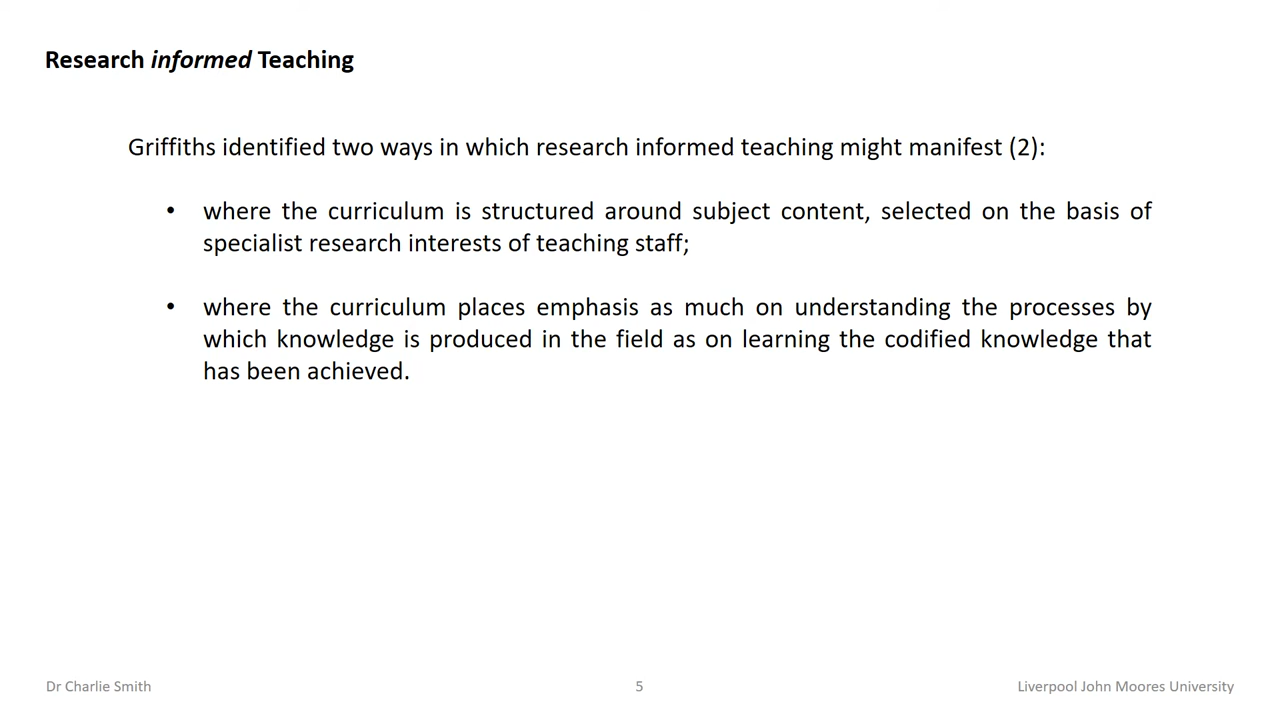 Research informed Teaching
Griffiths identified two ways in which research informed teaching might manifest (2):
• where the curriculum is structured around subject content, selected on the basis of
specialist research interests of teaching staff;
• where the curriculum places emphasis as much on understanding the processes by
which knowledge is produced in the field as on learning the codified knowledge that
has been achieved.
Dr Charlie Smith
5
Liverpool John Moores University